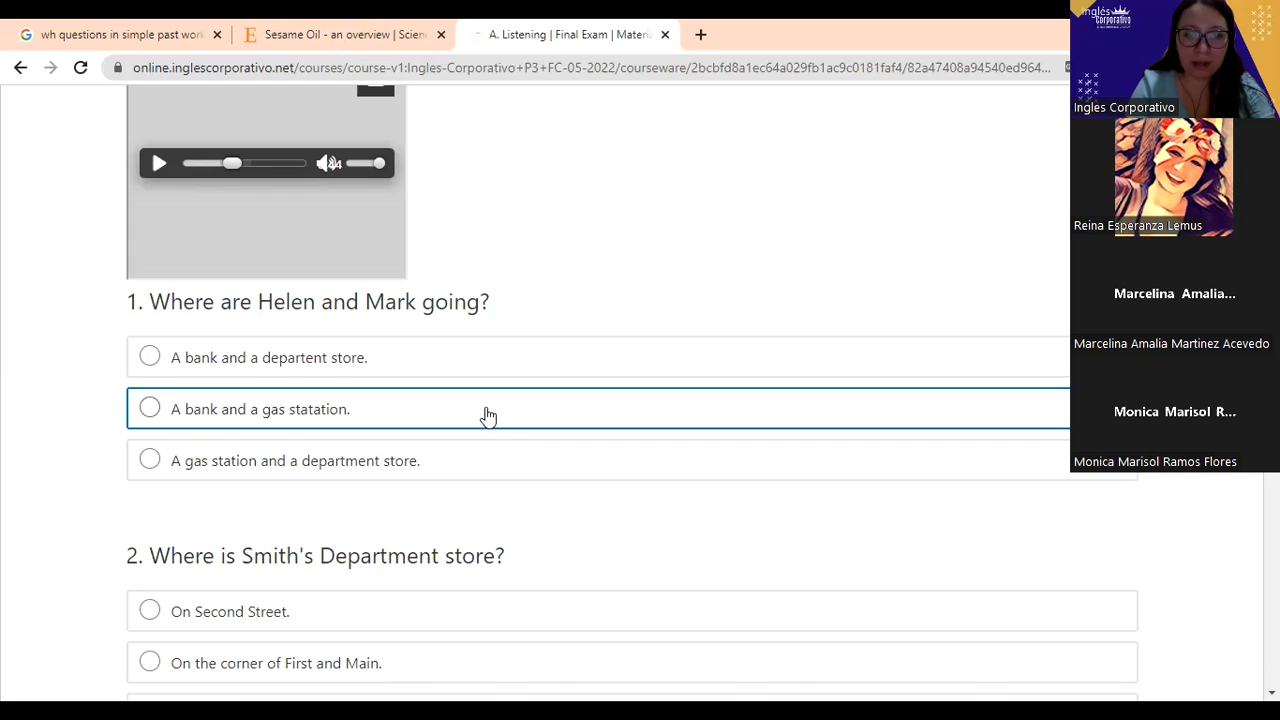 wh questions in simple past work
Sesame Oil - an overview | Scien
A. Listening | Final Exam | Materia
online.inglescorporativo.net/courses/course-v1:Ingles-Corporativo+P3+FC-05-2022/courseware/2bcbfd8a1ec64a029fb1ac9c0181faf4/82a47408a94540ed964...
Inglés
Corporativo
Ingles Corporativo
Reina Esperanza Lemus
Marcelina Amalia...
Marcelina Amalia Martinez Acevedo
Monica Marisol R...
Monica Marisol Ramos Flores
1. Where are Helen and Mark going?
A bank and a departent store.
A bank and a gas statation.
A gas station and a department store.
2. Where is Smith's Department store?
On Second Street.
On the corner of First and Main.